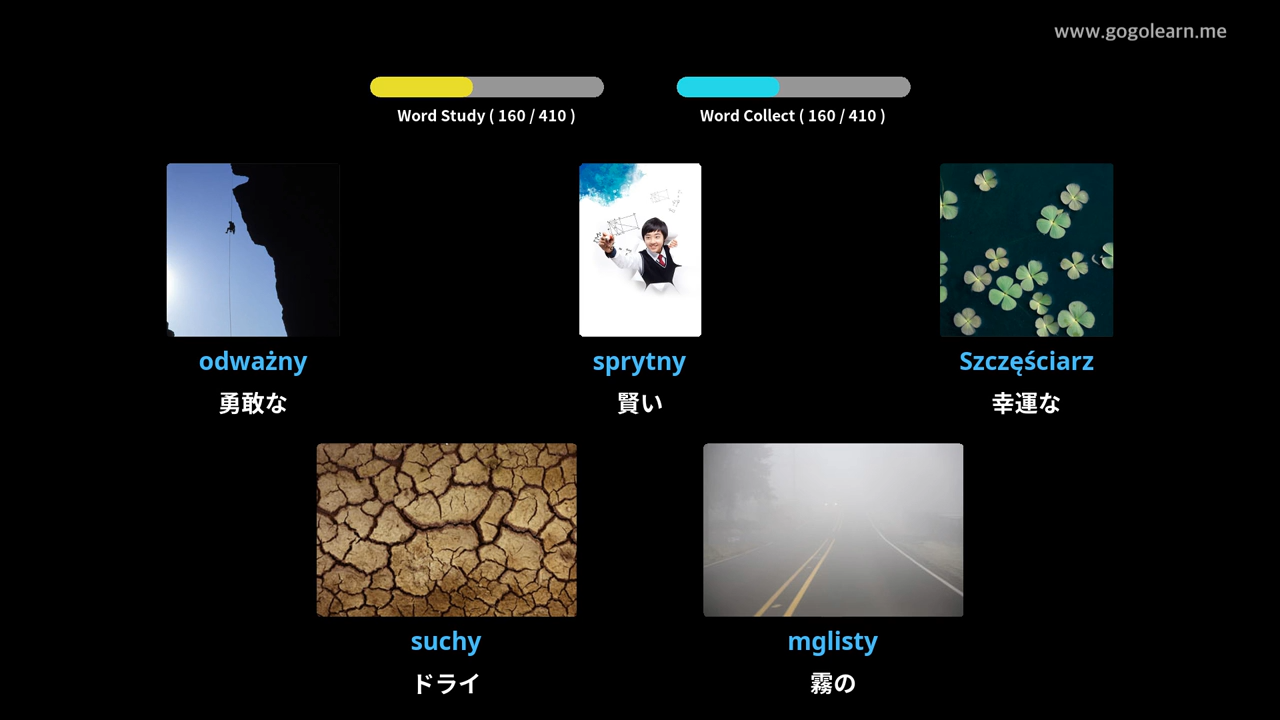 www.gogolearn.me
Word Study ( 160 / 410 )
Word Collect ( 160 / 410 )
odważny
勇敢な
sprytny
賢い
Szczęściarz
幸運な
suchy
ドライ
mglisty
霧の